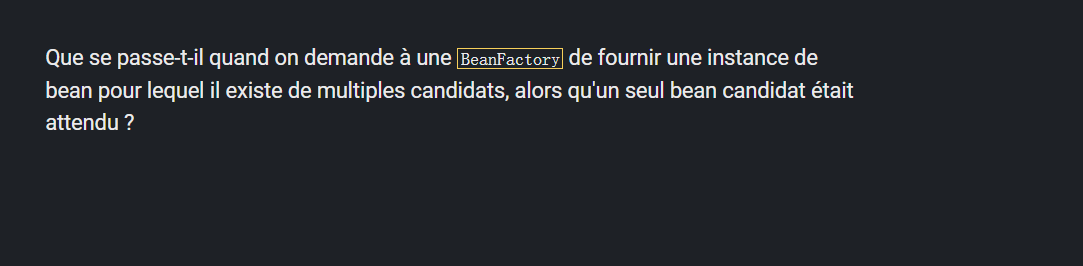 Que se passe-t-il quand on demande à une BeanFactory de fournir une instance de
bean pour lequel il existe de multiples candidats, alors qu'un seul bean candidat était
attendu ?